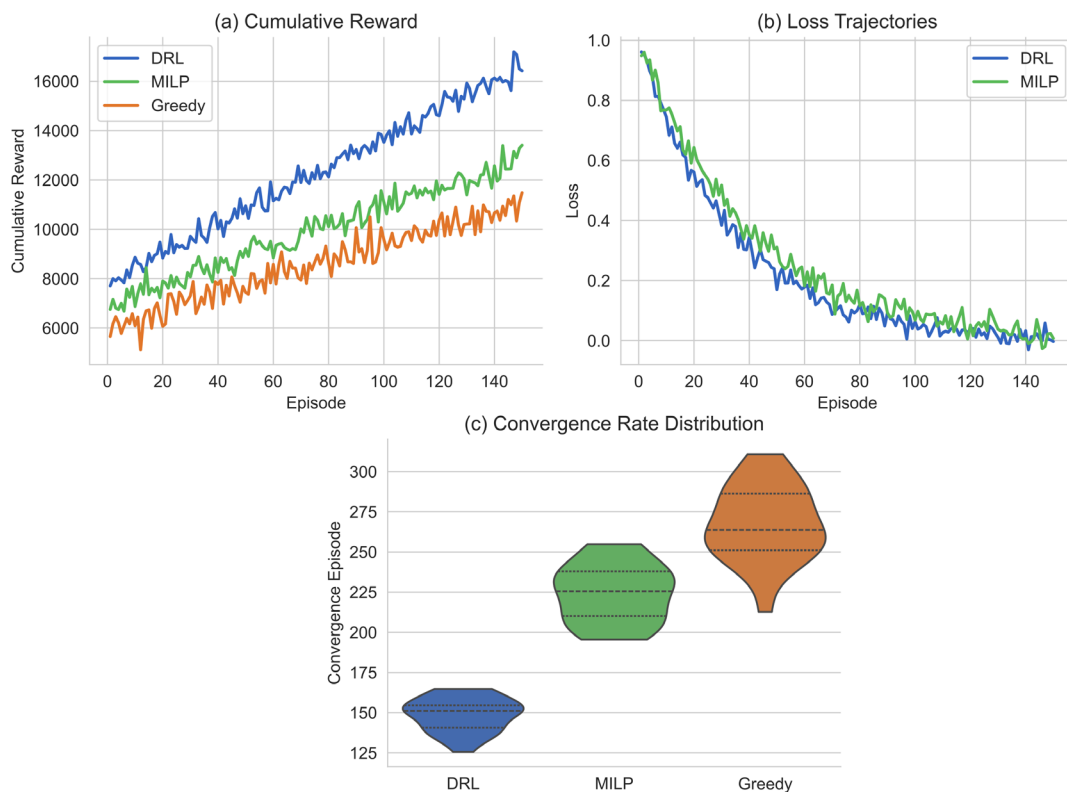 (a) Cumulative Reward
Cumulative Reward
16000
14000
12000
10000
8000
6000
DRL
MILP
Greedy
0 20 40 60 80 100 120 140
Episode
(b) Loss Trajectories
Loss
1.0
0.8
0.6
0.4
0.2
0.0
DRL
MILP
0 20 40 60 80 100 120 140
Episode
(c) Convergence Rate Distribution
Convergence Episode
300
275
250
225
200
175
150
125
DRL MILP Greedy